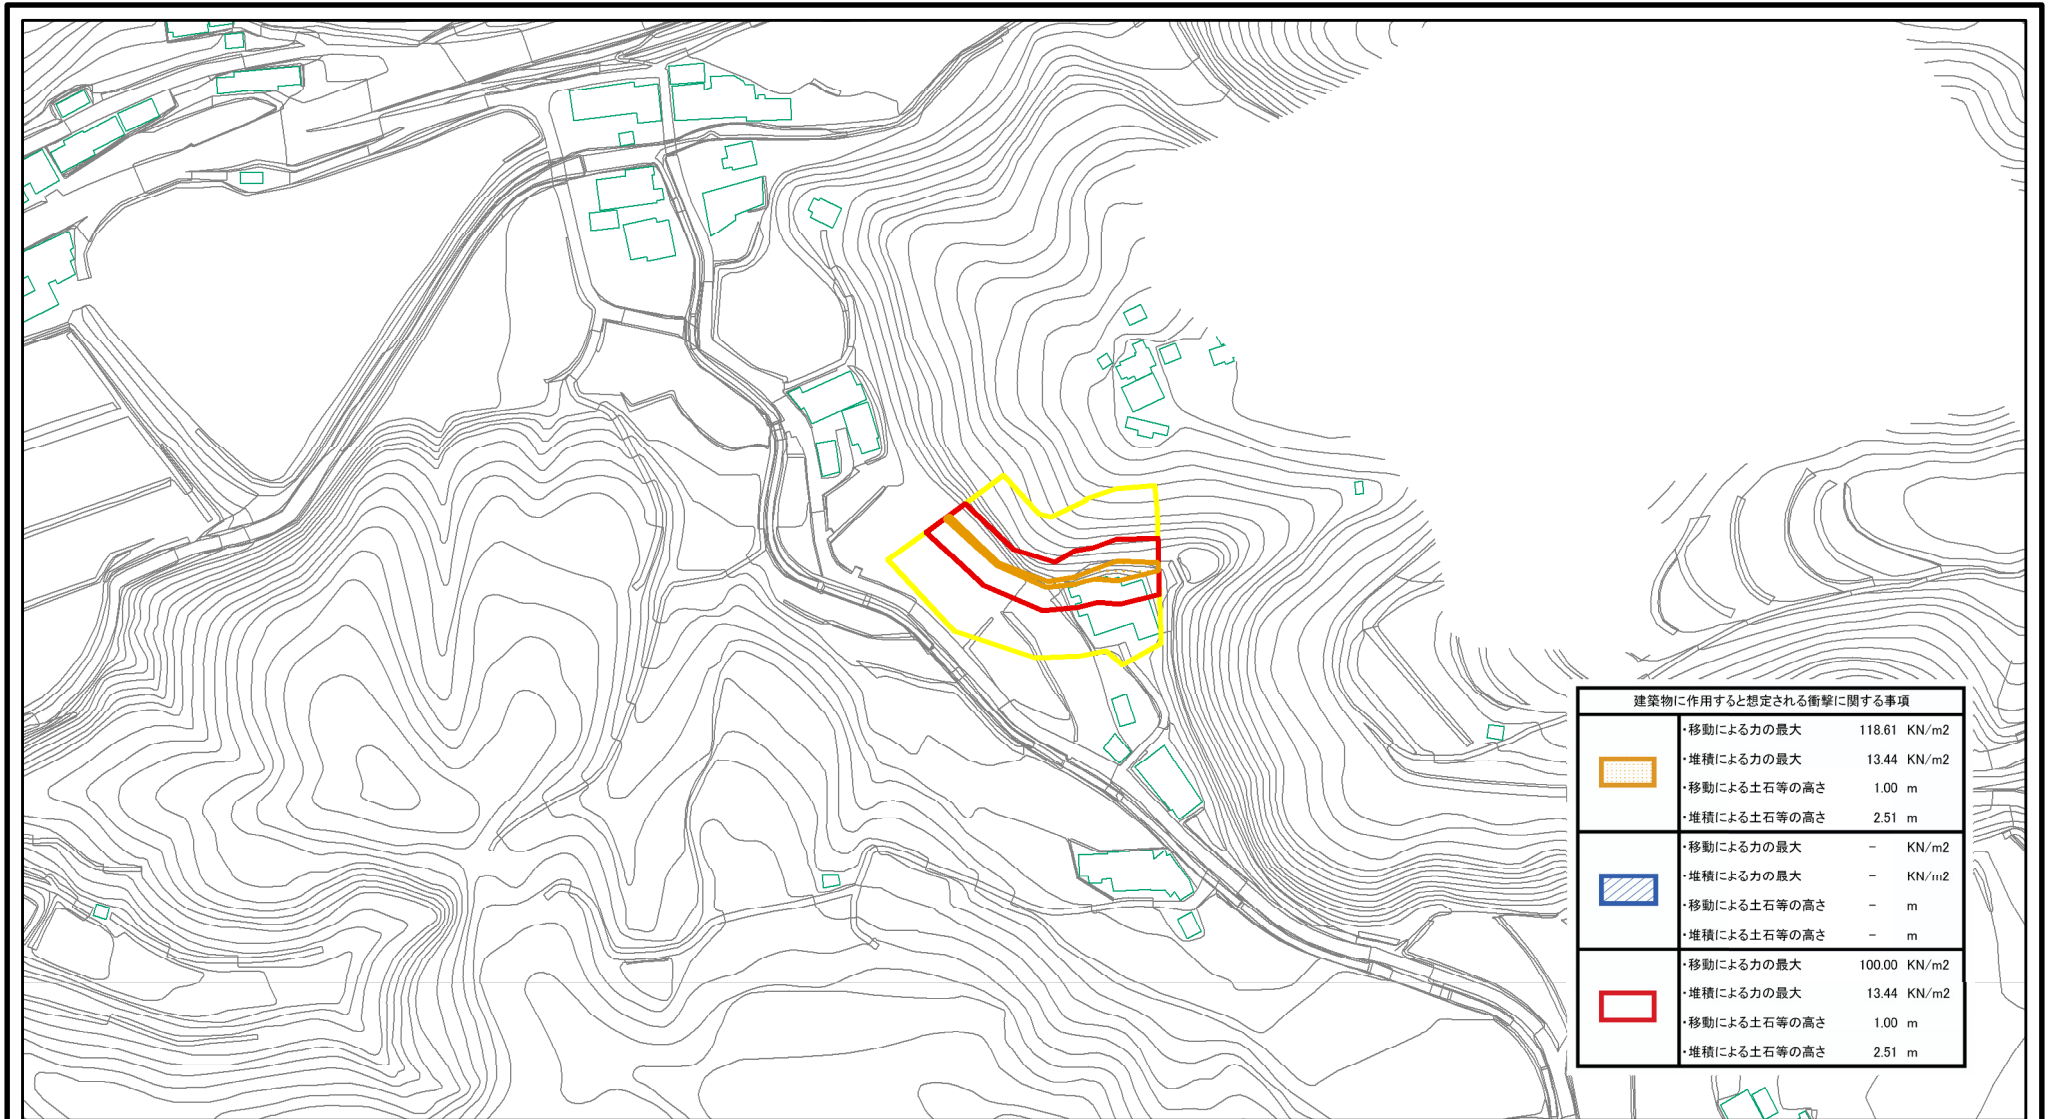 建築物に作用すると想定される衝撃に関する事項
・移動による力の最大 118.61 KN/m2
・堆積による力の最大 13.44 KN/m2
・移動による土石等の高さ 1.00 m
・堆積による土石等の高さ 2.51 m
・移動による力の最大 － KN/m2
・堆積による力の最大 － KN/m2
・移動による土石等の高さ － m
・堆積による土石等の高さ － m
・移動による力の最大 100.00 KN/m2
・堆積による力の最大 13.44 KN/m2
・移動による土石等の高さ 1.00 m
・堆積による土石等の高さ 2.51 m